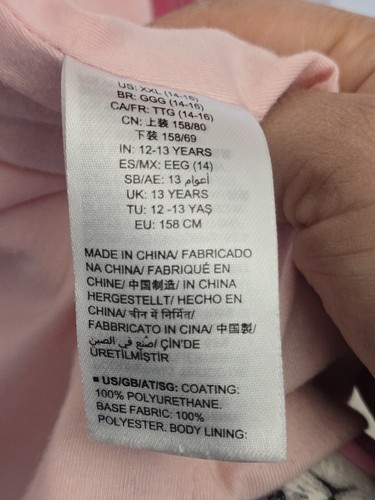 US: XXL (14-16)
BR: GGG (14-16)
CA/FR: TTG (14-16)
CN: 上装 158/80
下装 158/69
IN: 12-13 YEARS
ES/MX: EEG (14)
SB/AE: 13 أعوام
UK: 13 YEARS
TU: 12 -13 YAŞ
EU: 158 CM
MADE IN CHINA/ FABRICADO
NA CHINA/ FABRIQUÉ EN
CHINE/ 中国制造/ IN CHINA
HERGESTELLT/ HECHO EN
CHINA/ चीन में निर्मित/
FABBRICATO IN CINA/ 中国製/
صنع في الصين/ ÇİN'DE
ÜRETİLMİŞTİR
■ US/GB/AT/SG: COATING:
100% POLYURETHANE.
BASE FABRIC: 100%
POLYESTER. BODY LINING: